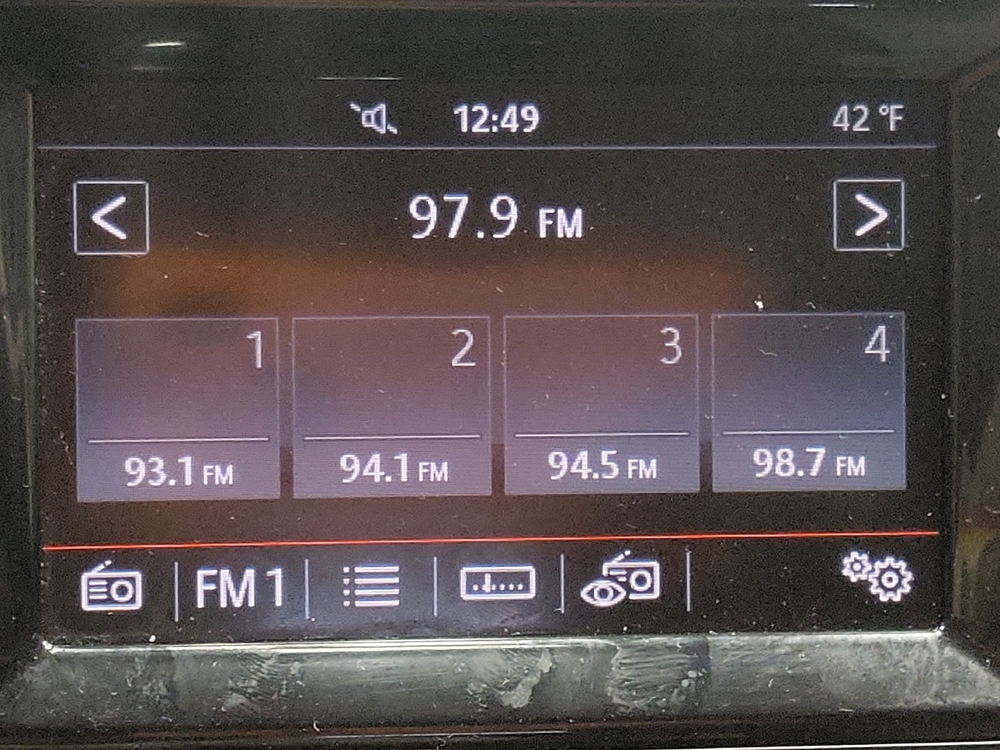 12:49 42 °F
< 97.9 FM >
1 2 3 4
93.1 FM 94.1 FM 94.5 FM 98.7 FM
FM 1